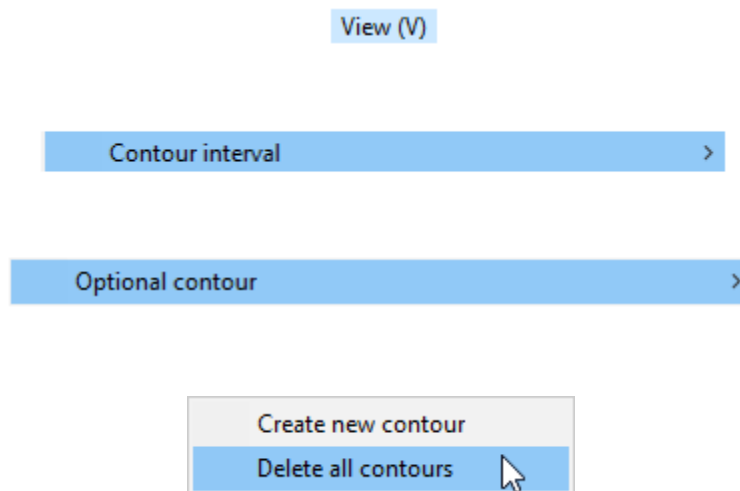 View (V)
Contour interval
Optional contour
Create new contour
Delete all contours